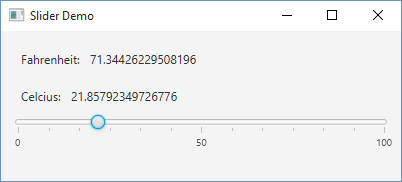 Slider Demo
Fahrenheit: 71.34426229508196
Celcius: 21.85792349726776
0 50 100